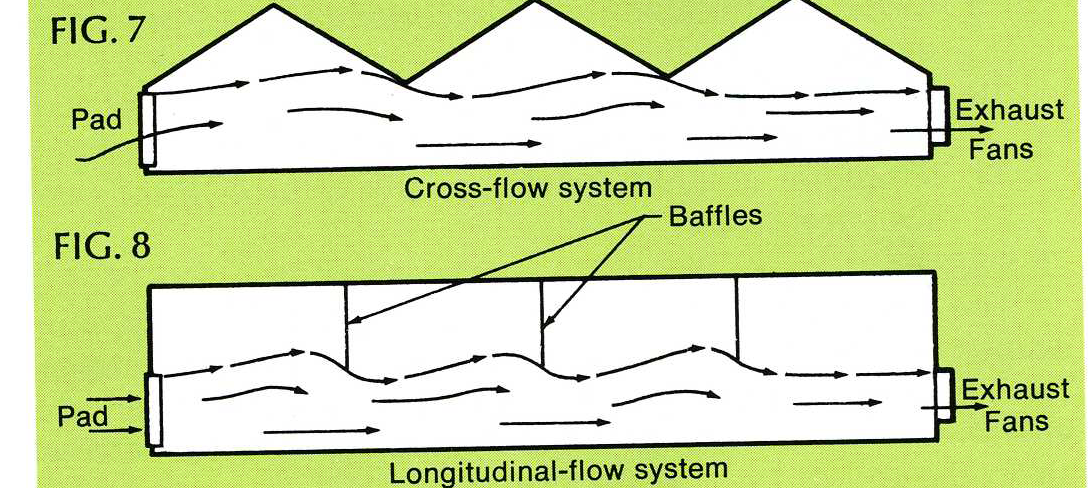 FIG. 7
Pad
Exhaust
Fans
Cross-flow system
Baffles
FIG. 8
Pad
Exhaust
Fans
Longitudinal-flow system